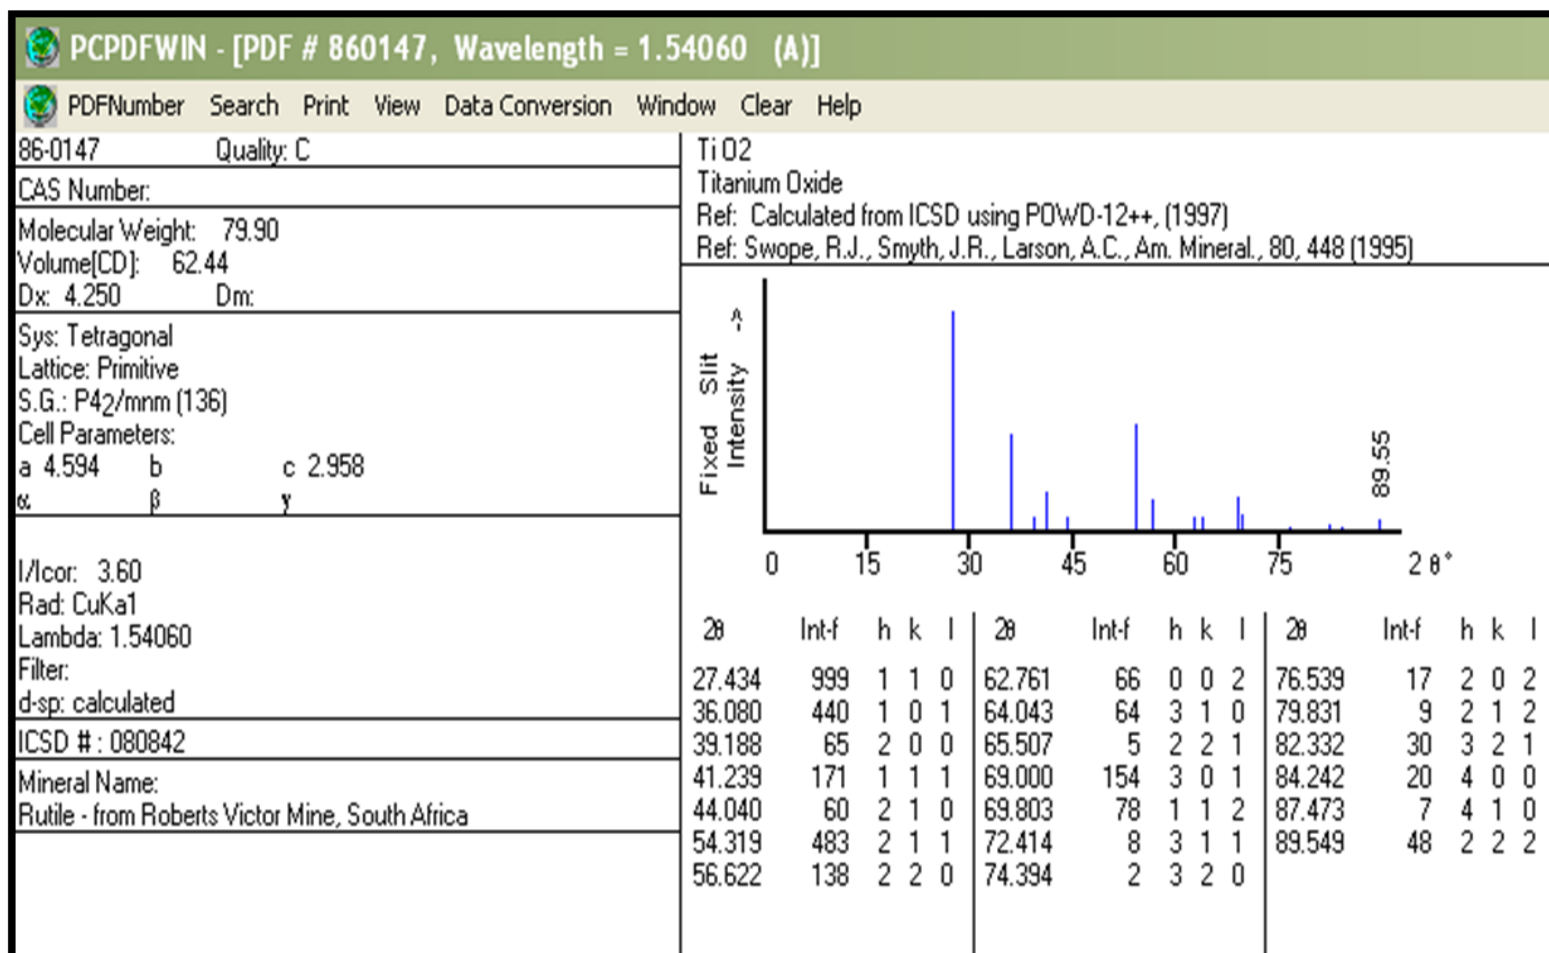 PCPDFWIN - [PDF # 860147, Wavelength = 1.54060 (A)]
PDFNumber Search Print View Data Conversion Window Clear Help
86-0147 Quality: C
CAS Number:
Molecular Weight: 79.90
Volume[CD]: 62.44
Dx: 4.250 Dm:
Sys: Tetragonal
Lattice: Primitive
S.G.: P42/mnm (136)
Cell Parameters:
a 4.594 b c 2.958
α β γ
I/Icor: 3.60
Rad: CuKa1
Lambda: 1.54060
Filter:
d-sp: calculated
ICSD # : 080842
Mineral Name:
Rutile - from Roberts Victor Mine, South Africa
Ti O2
Titanium Oxide
Ref: Calculated from ICSD using POWD-12++, (1997)
Ref: Swope, R.J., Smyth, J.R., Larson, A.C., Am. Mineral., 80, 448 (1995)
Fixed Slit
Intensity ->
89.55
0 15 30 45 60 75 2 θ°
2θ Int-f h k l 2θ Int-f h k l 2θ Int-f h k l
27.434 999 1 1 0 62.761 66 0 0 2 76.539 17 2 0 2
36.080 440 1 0 1 64.043 64 3 1 0 79.831 9 2 1 2
39.188 65 2 0 0 65.507 5 2 2 1 82.332 30 3 2 1
41.239 171 1 1 1 69.000 154 3 0 1 84.242 20 4 0 0
44.040 60 2 1 0 69.803 78 1 1 2 87.473 7 4 1 0
54.319 483 2 1 1 72.414 8 3 1 1 89.549 48 2 2 2
56.622 138 2 2 0 74.394 2 3 2 0